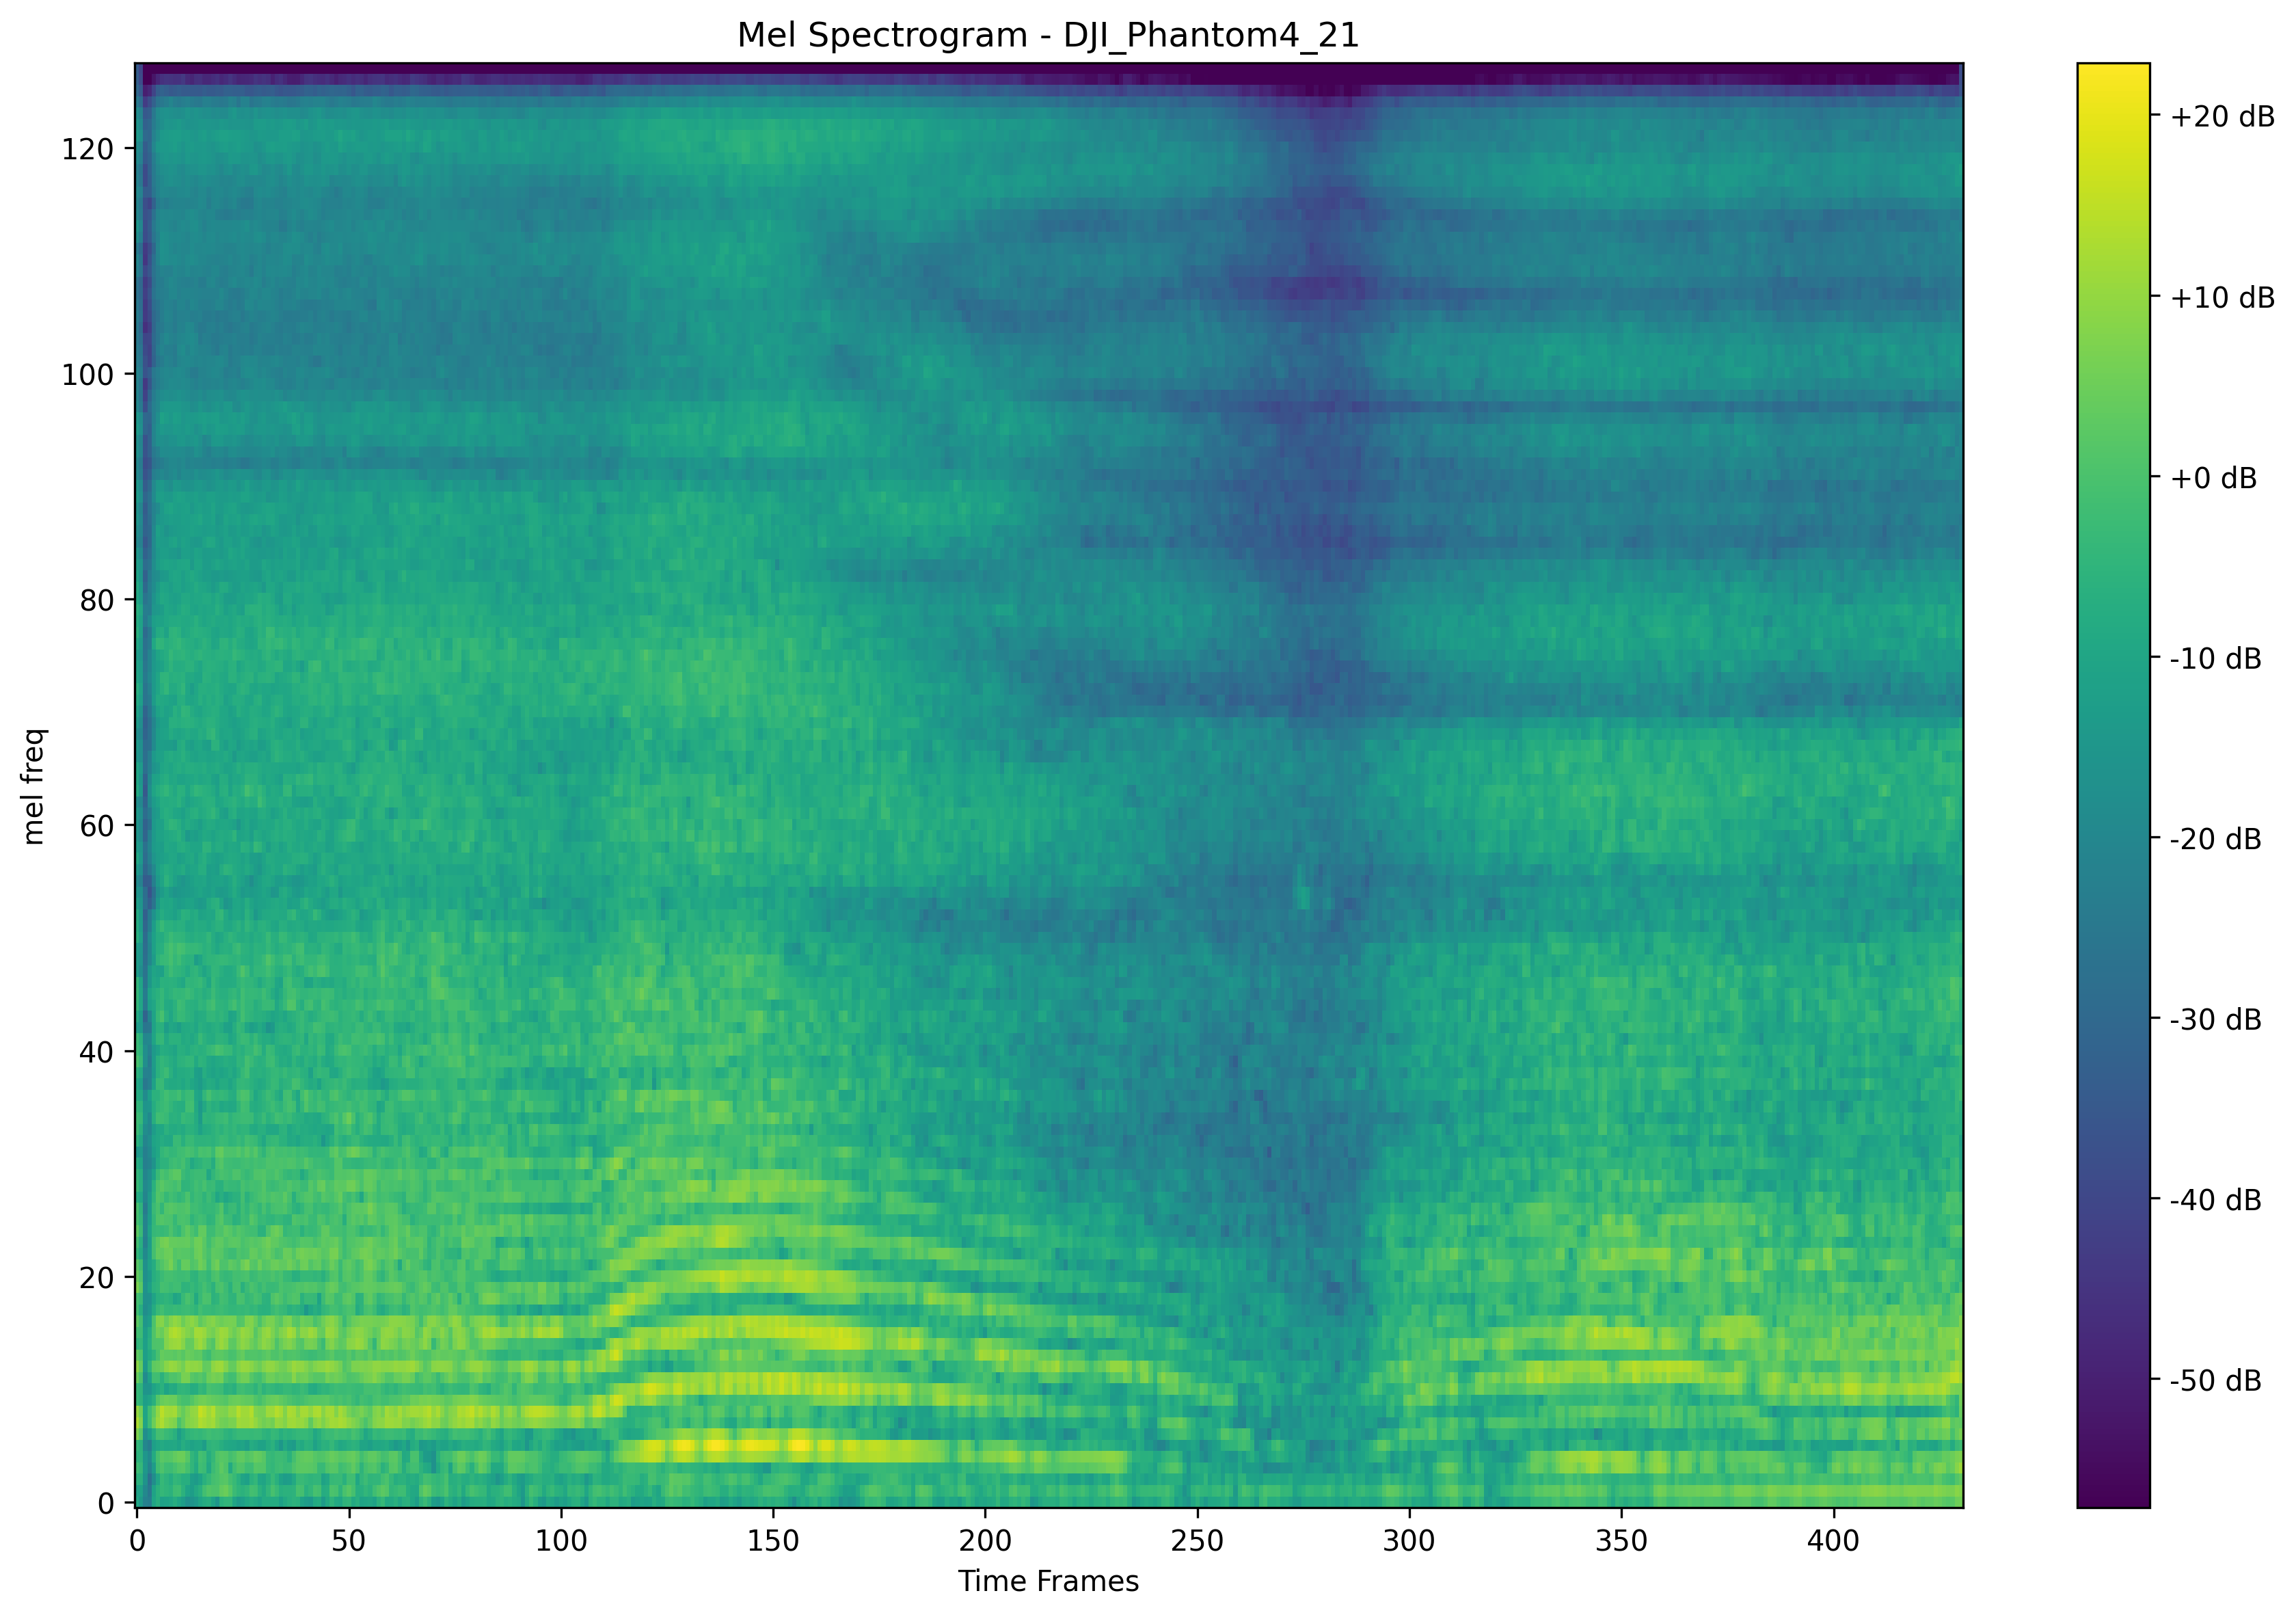 Mel Spectrogram - DJI_Phantom4_21
mel freq
120
100
80
60
40
20
0
0 50 100 150 200 250 300 350 400
Time Frames
+20 dB
+10 dB
+0 dB
-10 dB
-20 dB
-30 dB
-40 dB
-50 dB